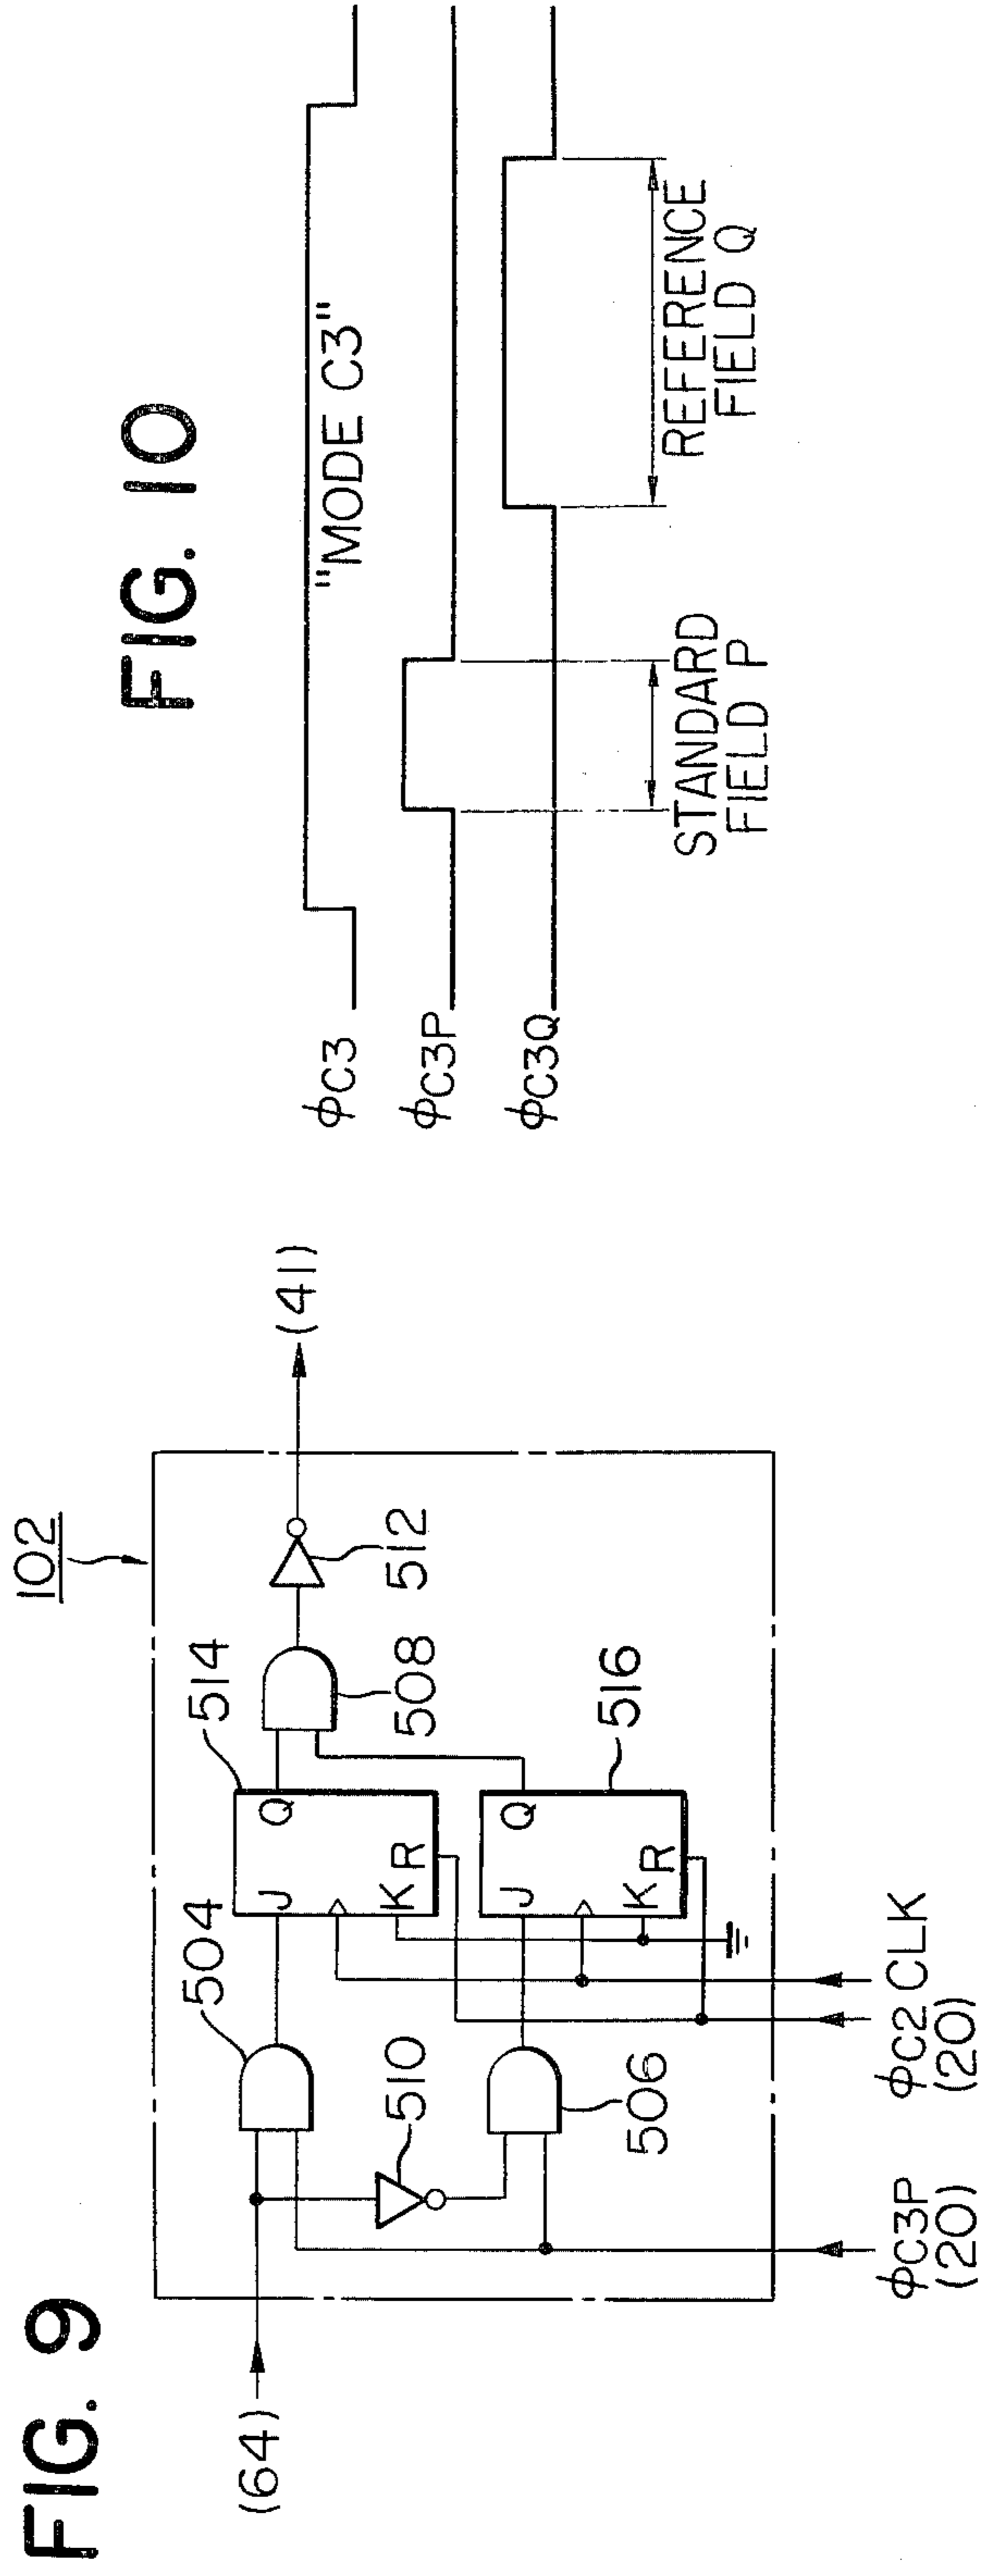 FIG. 9
102
(64)
504
514
510
506
508
512
516
J
Q
K
R
J
Q
K
R
(41)
ϕC3P
(20)
ϕC2
(20)
CLK
FIG. 10
ϕC3
"MODE C3"
ϕC3P
ϕC3Q
STANDARD
FIELD P
REFERENCE
FIELD Q